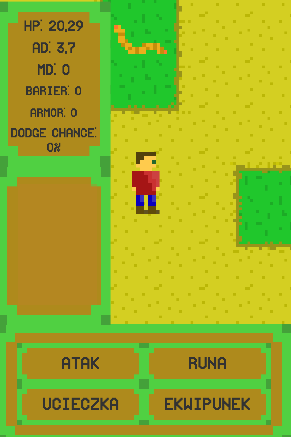 HP: 20,29
AD: 3,7
MD: 0
BARIER: 0
ARMOR: 0
DODGE CHANCE:
0%
ATAK
RUNA
UCIECZKA
EKWIPUNEK